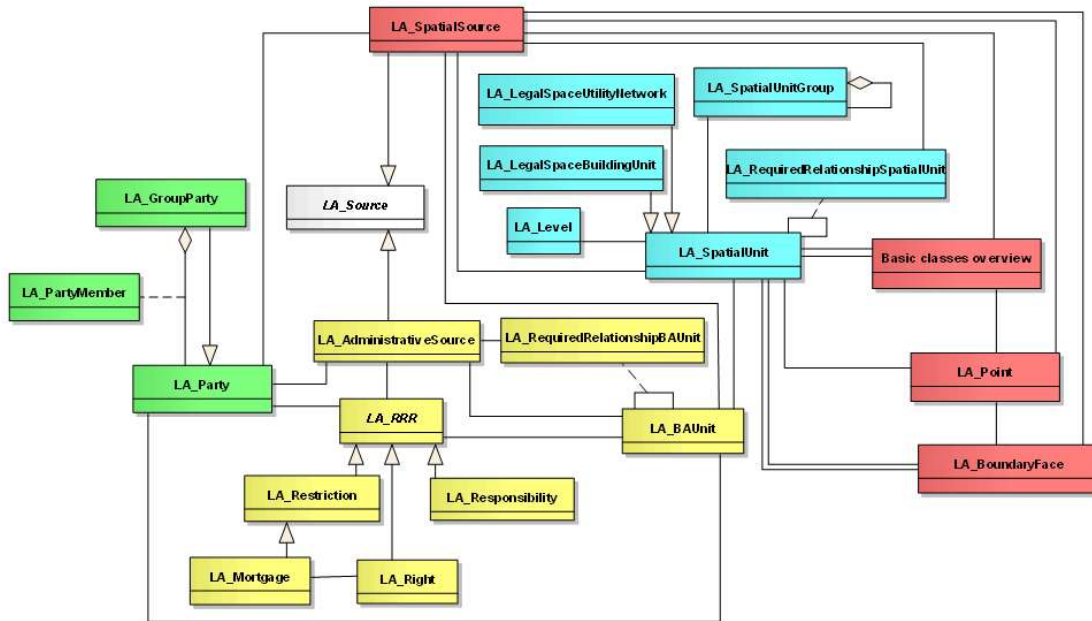 LA_SpatialSource
LA_LegalSpaceUtilityNetwork
LA_SpatialUnitGroup
LA_LegalSpaceBuildingUnit
LA_RequiredRelationshipSpatialUnit
LA_GroupParty
LA_Source
LA_Level
LA_SpatialUnit
Basic classes overview
LA_PartyMember
LA_AdministrativeSource
LA_RequiredRelationshipBAUnit
LA_Party
LA_Point
LA_RRR
LA_BAUnit
LA_BoundaryFace
LA_Restriction
LA_Responsibility
LA_Mortgage
LA_Right